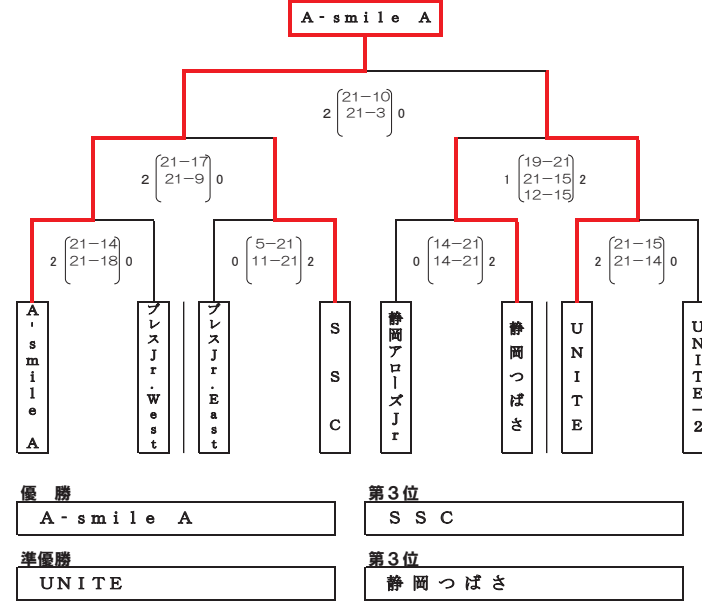 A-smile A
21-10
2 21-3 0
21-17
2 21-9 0
19-21
1 21-15 2
12-15
21-14
2 21-18 0
5-21
0 11-21 2
14-21
0 14-21 2
21-15
2 21-14 0
A-smile A
ブレスJr.West
ブレスJr.East
SSC
静岡アローズJr
静岡つばさ
UNITE
UNITE-2
優 勝
A-smile A
第3位
SSC
準優勝
UNITE
第3位
静岡つばさ